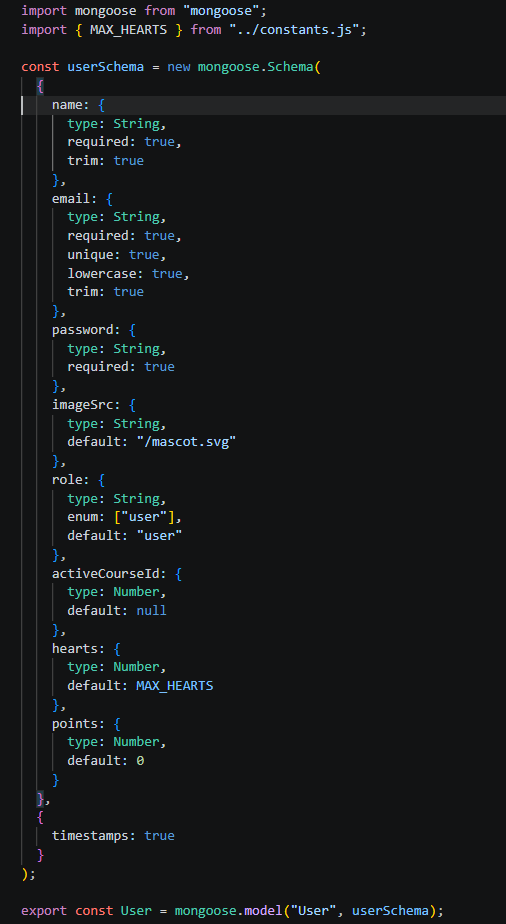 import mongoose from "mongoose";
import { MAX_HEARTS } from "../constants.js";

const userSchema = new mongoose.Schema(
  {
    name: {
      type: String,
      required: true,
      trim: true
    },
    email: {
      type: String,
      required: true,
      unique: true,
      lowercase: true,
      trim: true
    },
    password: {
      type: String,
      required: true
    },
    imageSrc: {
      type: String,
      default: "/mascot.svg"
    },
    role: {
      type: String,
      enum: ["user"],
      default: "user"
    },
    activeCourseId: {
      type: Number,
      default: null
    },
    hearts: {
      type: Number,
      default: MAX_HEARTS
    },
    points: {
      type: Number,
      default: 0
    }
  },
  {
    timestamps: true
  }
);

export const User = mongoose.model("User", userSchema);